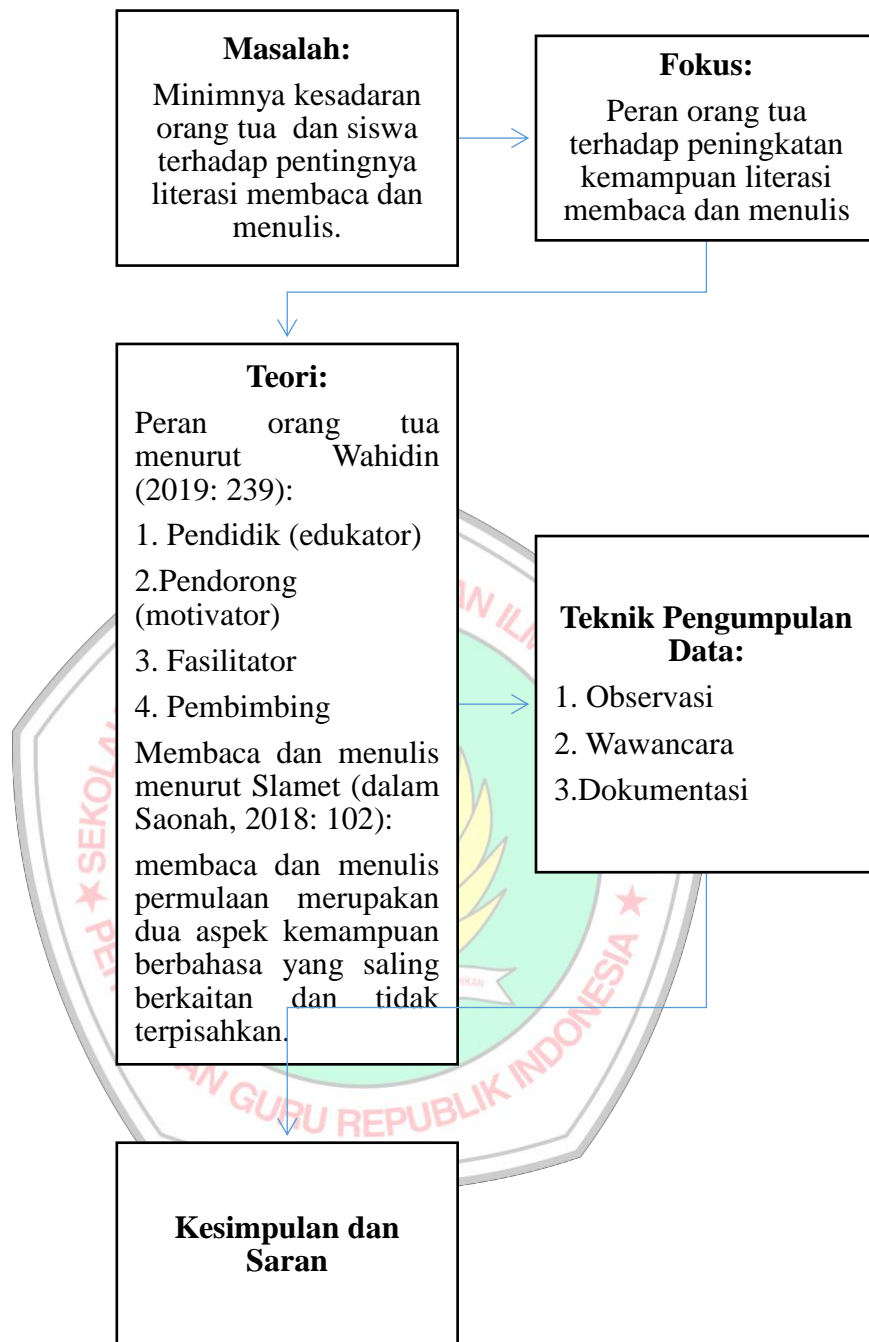 Masalah:
Minimnya kesadaran
orang tua dan siswa
terhadap pentingnya
literasi membaca dan
menulis.
Fokus:
Peran orang tua
terhadap peningkatan
kemampuan literasi
membaca dan menulis
Teori:
Peran orang tua
menurut Wahidin
(2019: 239):
1. Pendidik (edukator)
2.Pendorong
(motivator)
3. Fasilitator
4. Pembimbing
Membaca dan menulis
menurut Slamet (dalam
Saonah, 2018: 102):
membaca dan menulis
permulaan merupakan
dua aspek kemampuan
berbahasa yang saling
berkaitan dan tidak
terpisahkan.
Teknik Pengumpulan
Data:
1. Observasi
2. Wawancara
3.Dokumentasi
Kesimpulan dan
Saran
GURU REPUBLIK INDONESIA